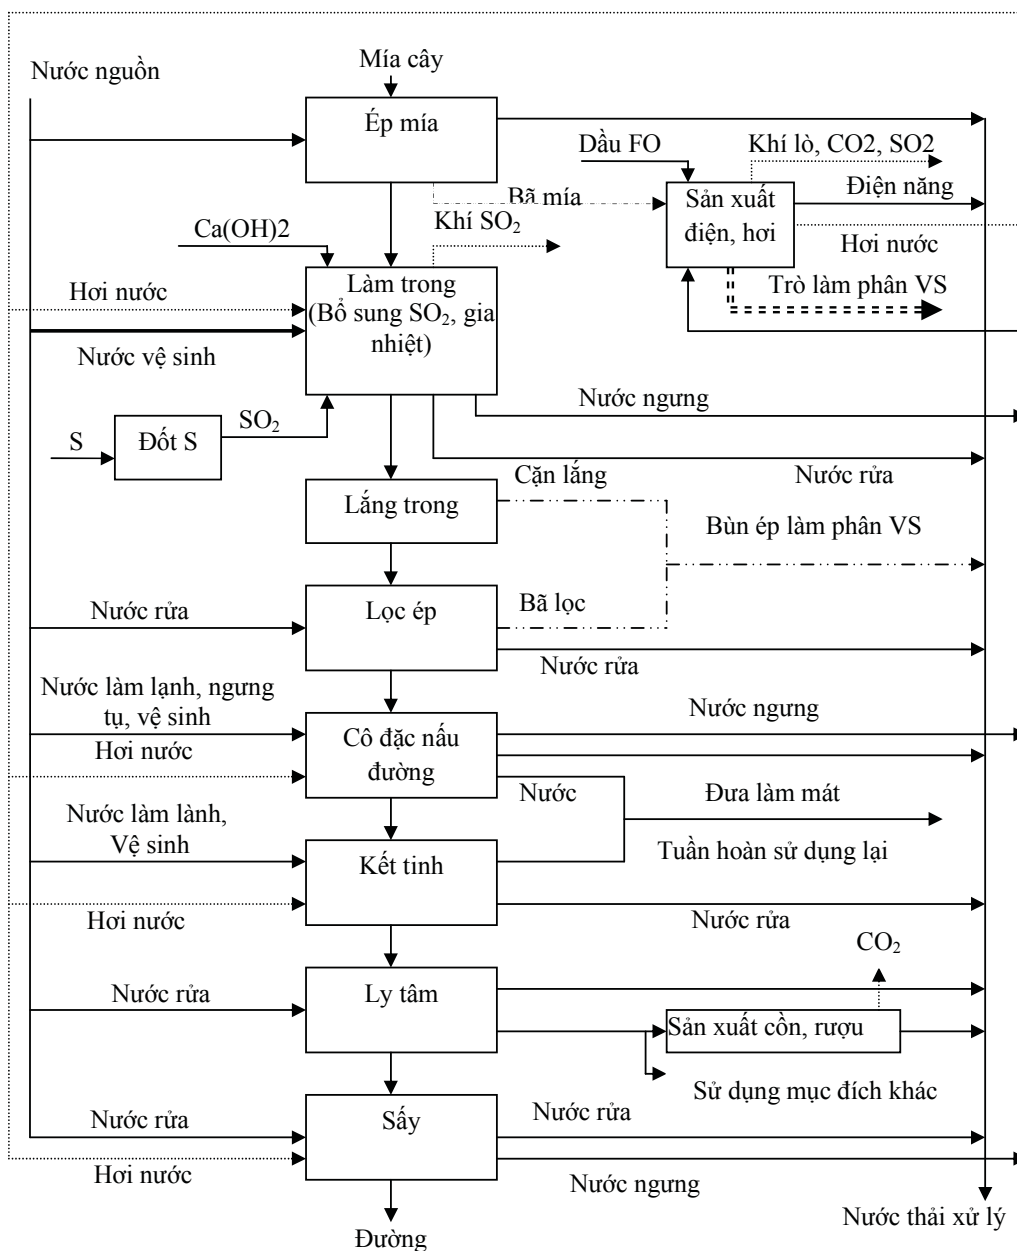 Mía cây
Nước nguồn
Ép mía
Dầu FO
Khí lò, CO2, SO2
Bã mía
Sản xuất
điện, hơi
Điện năng
Khí SO₂
Ca(OH)2
Hơi nước
Hơi nước
Làm trong
(Bổ sung SO₂, gia
nhiệt)
Trò làm phân VS
Nước vệ sinh
Nước ngưng
SO₂
S
Đốt S
Nước rửa
Cặn lắng
Lắng trong
Bùn ép làm phân VS
Nước rửa
Lọc ép
Bã lọc
Nước rửa
Nước làm lạnh, ngưng
tụ, vệ sinh
Nước ngưng
Hơi nước
Cô đặc nấu
đường
Nước
Đưa làm mát
Nước làm lành,
Vệ sinh
Kết tinh
Tuần hoàn sử dụng lại
Hơi nước
Nước rửa
CO₂
Nước rửa
Ly tâm
Sản xuất cồn, rượu
Sử dụng mục đích khác
Nước rửa
Sấy
Nước rửa
Hơi nước
Nước ngưng
Nước thải xử lý
Đường